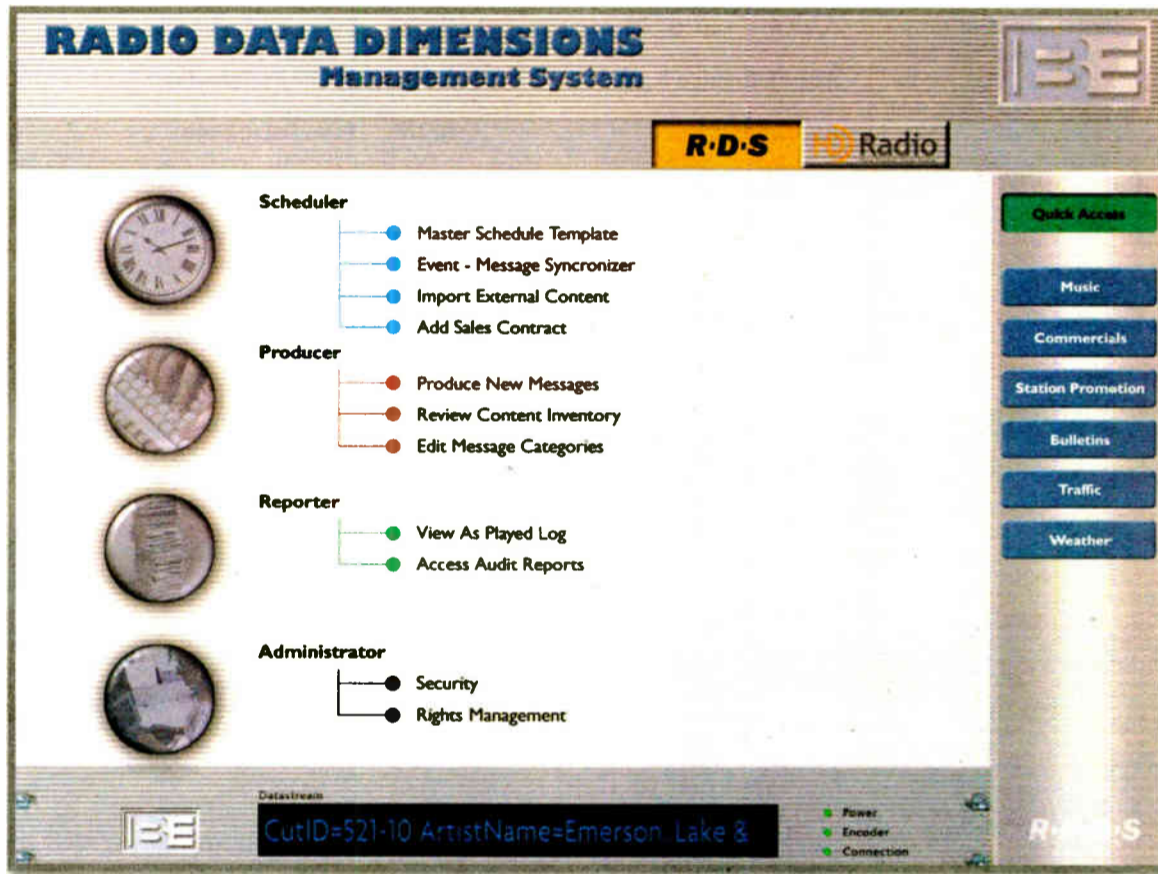 RADIO DATA DIMENSIONS
Management System
BE
R·D·S
HD Radio
Scheduler
Master Schedule Template
Event - Message Syncronizer
Import External Content
Add Sales Contract
Producer
Produce New Messages
Review Content Inventory
Edit Message Categories
Reporter
View As Played Log
Access Audit Reports
Administrator
Security
Rights Management
Quick Access
Music
Commercials
Station Promotion
Bulletins
Traffic
Weather
Datastream
BE
CutID=521-10 ArtistName=Emerson, Lake &
Power
Encoder
Connection